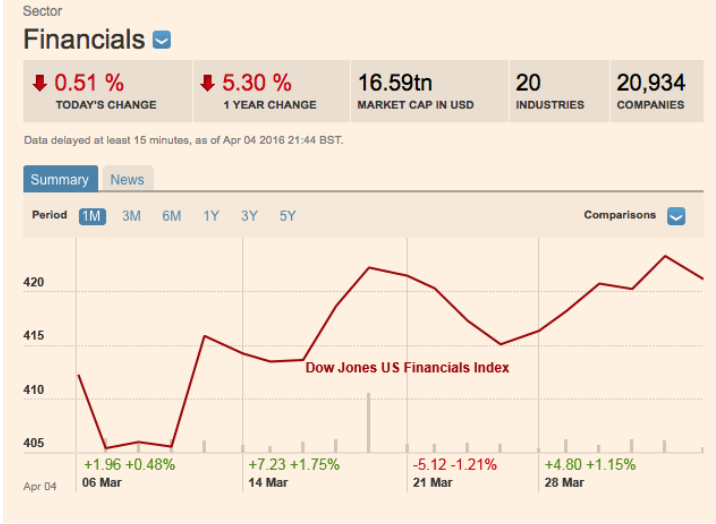 Sector
Financials
0.51 % 5.30 % 16.59tn 20 20,934
TODAY'S CHANGE 1 YEAR CHANGE MARKET CAP IN USD INDUSTRIES COMPANIES
Data delayed at least 15 minutes, as of Apr 04 2016 21:44 BST.
Summary News
Period 1M 3M 6M 1Y 3Y 5Y Comparisons
420
415
Dow Jones US Financials Index
410
405
+1.96 +0.48% +7.23 +1.75% -5.12 -1.21% +4.80 +1.15%
Apr 04 06 Mar 14 Mar 21 Mar 28 Mar